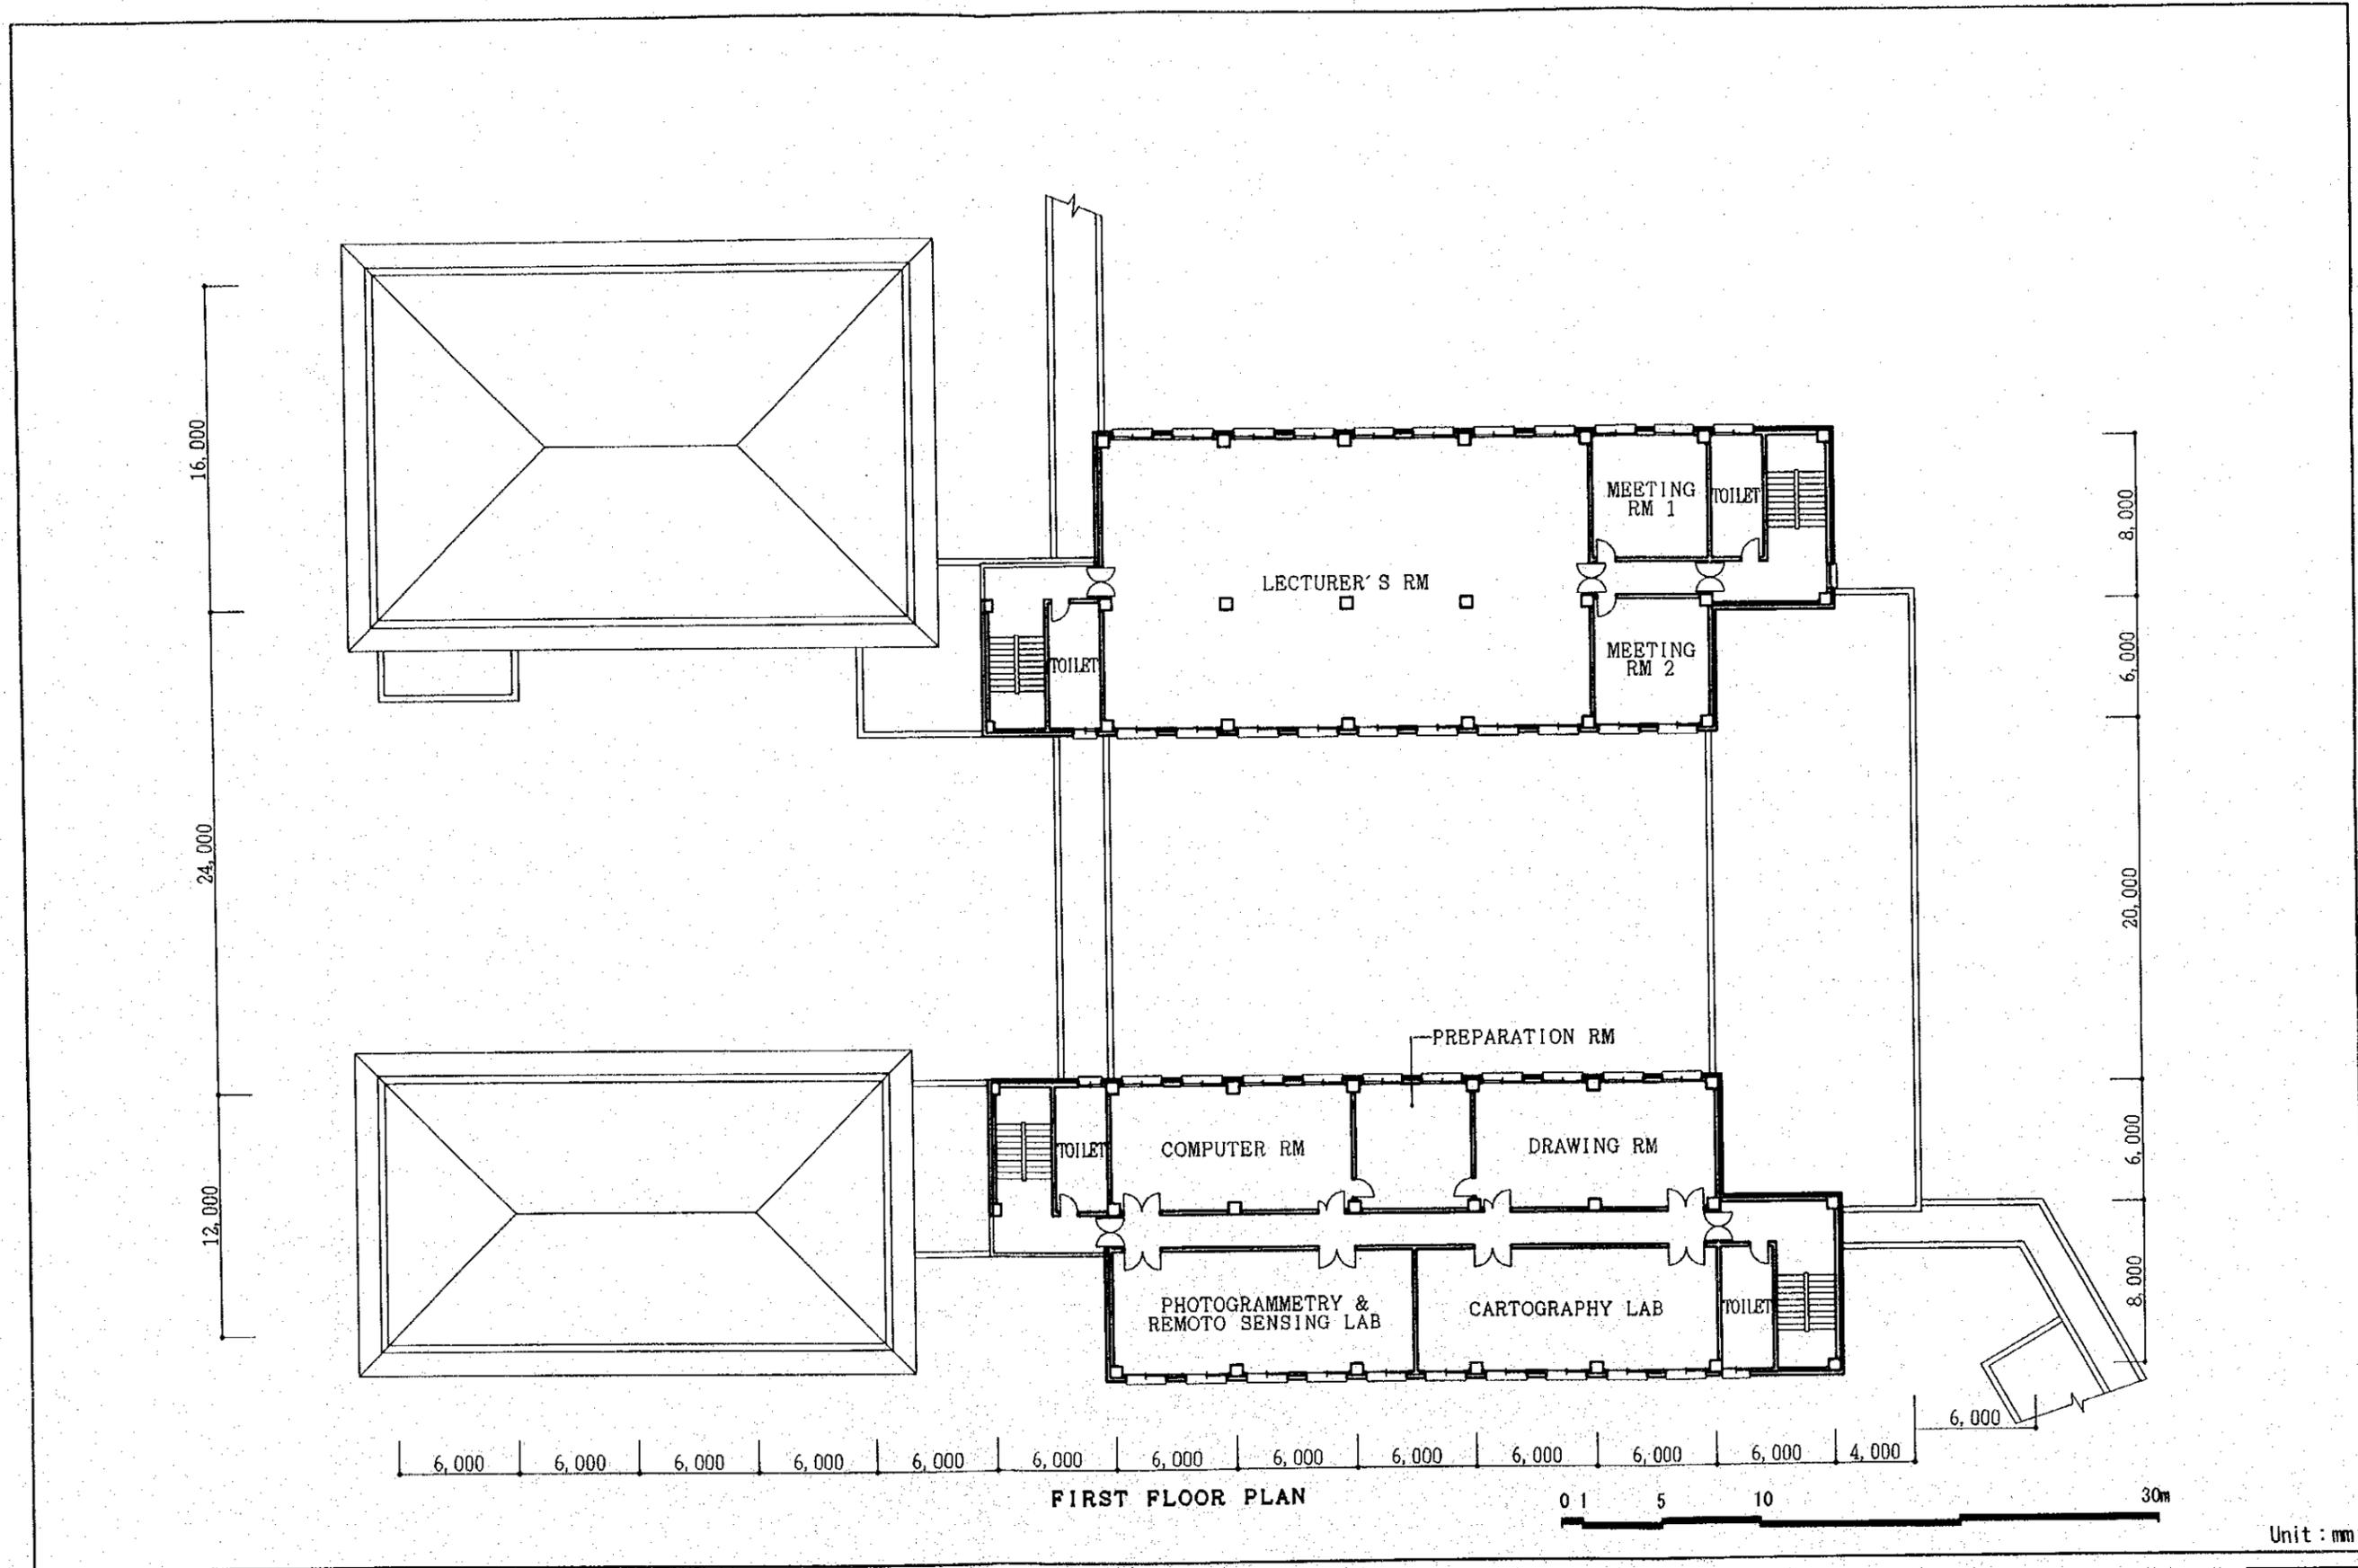 16,000
24,000
12,000
MEETING
RM 1
TOILET
LECTURER'S RM
MEETING
RM 2
TOILET
8,000
6,000
20,000
6,000
8,000
PREPARATION RM
TOILET
COMPUTER RM
DRAWING RM
PHOTOGRAMMETRY &
REMOTO SENSING LAB
CARTOGRAPHY LAB
TOILET
6,000
6,000 6,000 6,000 6,000 6,000 6,000 6,000 6,000 6,000 6,000 6,000 6,000 4,000
FIRST FLOOR PLAN
0 1 5 10 30m
Unit : mm